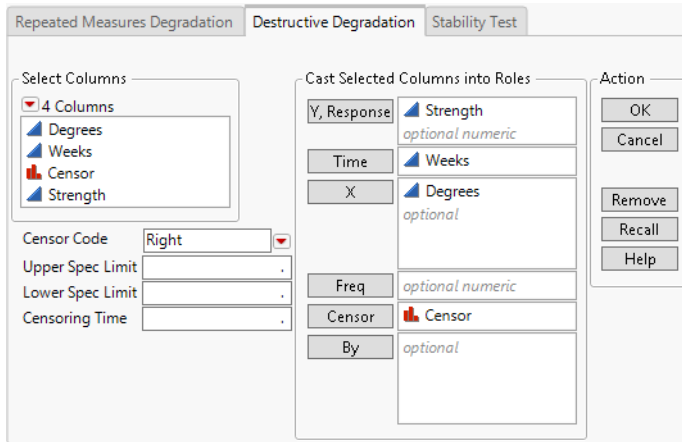 Repeated Measures Degradation Destructive Degradation Stability Test
Select Columns
4 Columns
Degrees
Weeks
Censor
Strength
Censor Code Right
Upper Spec Limit .
Lower Spec Limit .
Censoring Time .
Cast Selected Columns into Roles
Y, Response Strength
optional numeric
Time Weeks
X Degrees
optional
Freq optional numeric
Censor Censor
By optional
Action
OK
Cancel
Remove
Recall
Help